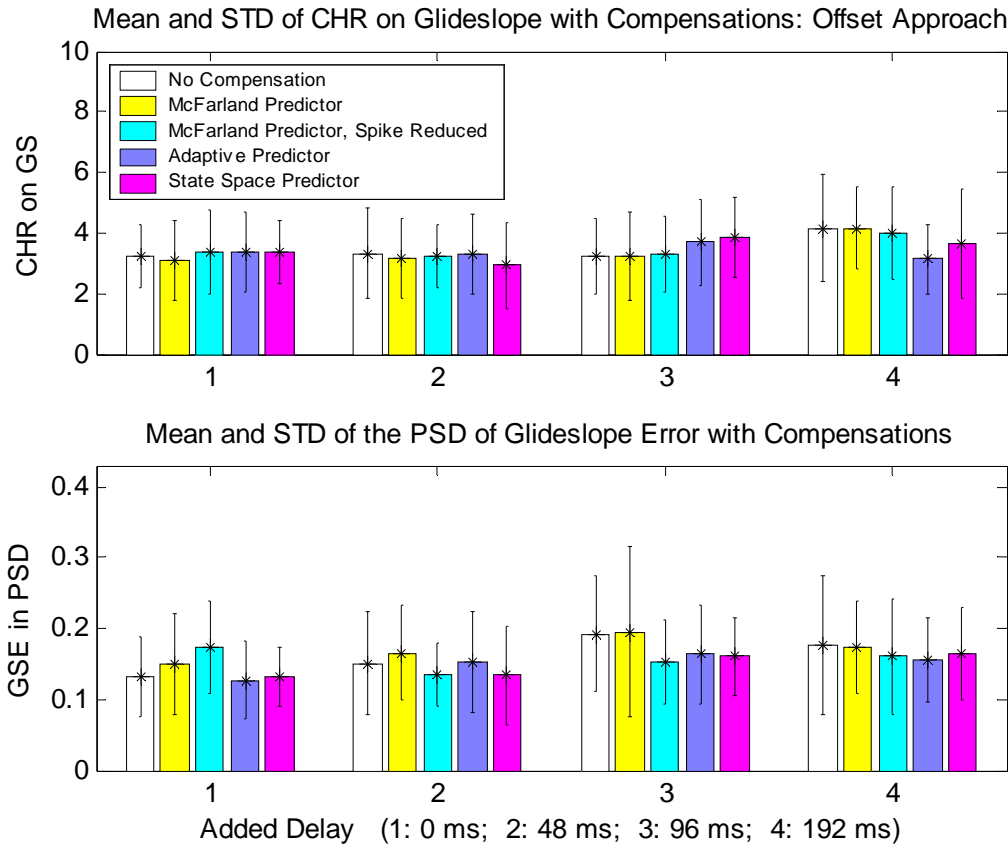 Mean and STD of CHR on Glideslope with Compensations: Offset Approach
10
8
6
4
2
0
CHR on GS
No Compensation
McFarland Predictor
McFarland Predictor, Spike Reduced
Adaptive Predictor
State Space Predictor
1 2 3 4
Mean and STD of the PSD of Glideslope Error with Compensations
0.4
0.3
0.2
0.1
0
GSE in PSD
1 2 3 4
Added Delay (1: 0 ms; 2: 48 ms; 3: 96 ms; 4: 192 ms)